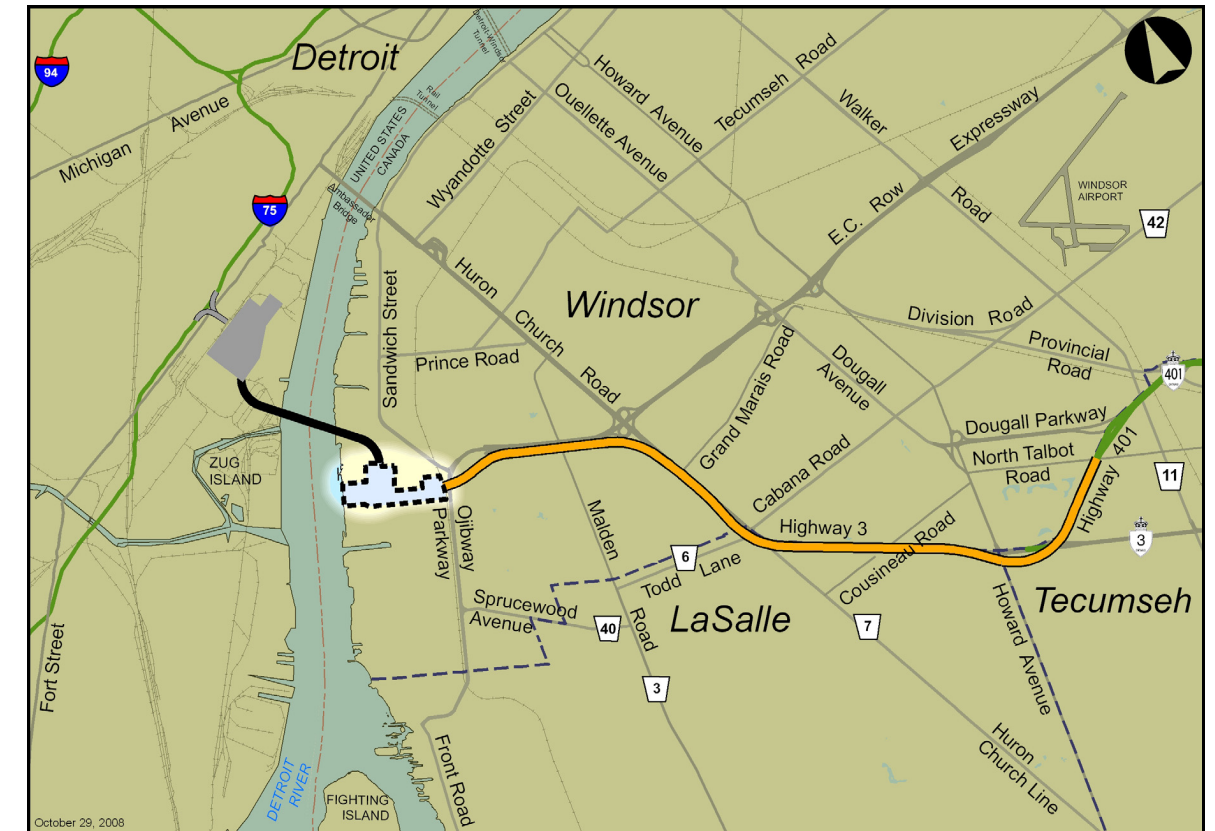 Detroit
94
Michigan
Avenue
75
UNITED STATES
CANADA
Rail
Tunnel
Detroit-Windsor
Tunnel
Ambassador
Bridge
Wyandotte Street
Howard Avenue
Ouellette Avenue
Tecumseh Road
Walker
Road
E.C. Row
Expressway
WINDSOR
AIRPORT
42
Sandwich Street
Huron
Church
Road
Windsor
Prince Road
Division Road
Provincial
Road
401
Grand Marais Road
Dougall
Avenue
Dougall Parkway
North Talbot
Road
Highway
401
11
3
Cabana Road
ZUG
ISLAND
Ojibway
Parkway
Malden
Road
Highway 3
Cousineau Road
6
Todd Lane
Sprucewood
Avenue
40
LaSalle
7
Howard Avenue
Tecumseh
3
Fort Street
Front Road
Huron
Church Line
DETROIT
RIVER
FIGHTING
ISLAND
October 29, 2008